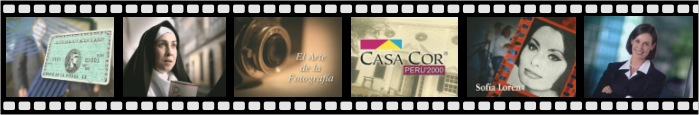 El Arte
de la
Fotografía
CASA COR®
PERU'2000
Sofía Loren